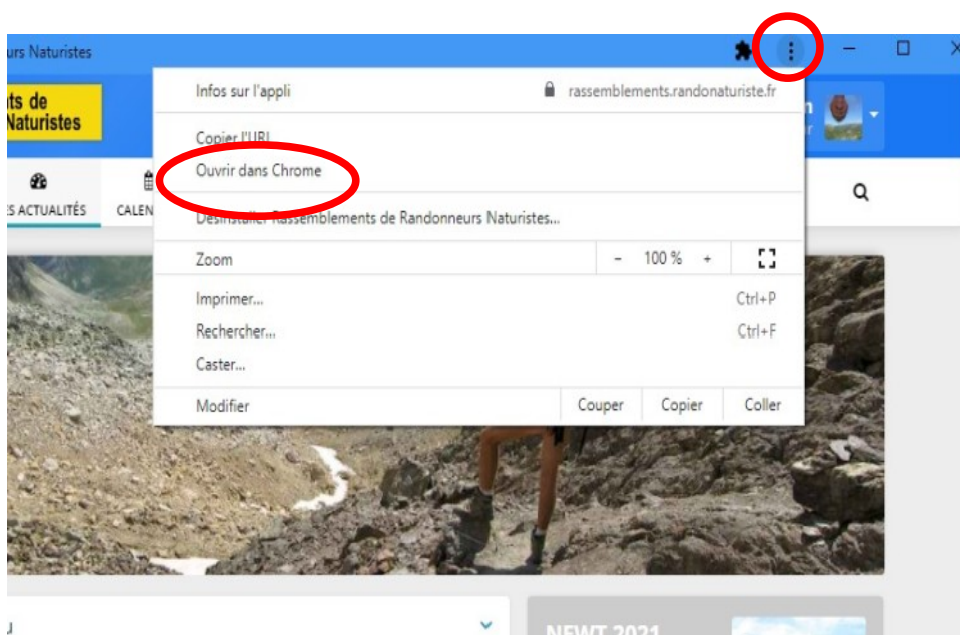 urs Naturistes
ts de
Naturistes
Infos sur l'appli
rassemblements.randonaturiste.fr
Copier l'URL
Ouvrir dans Chrome
ACTUALITÉS
CALEN
Désinstaller Rassemblements de Randonneurs Naturistes...
Zoom
- 100 % +
Imprimer...
Ctrl+P
Rechercher...
Ctrl+F
Caster...
Modifier
Couper
Copier
Coller
NEWT 2021